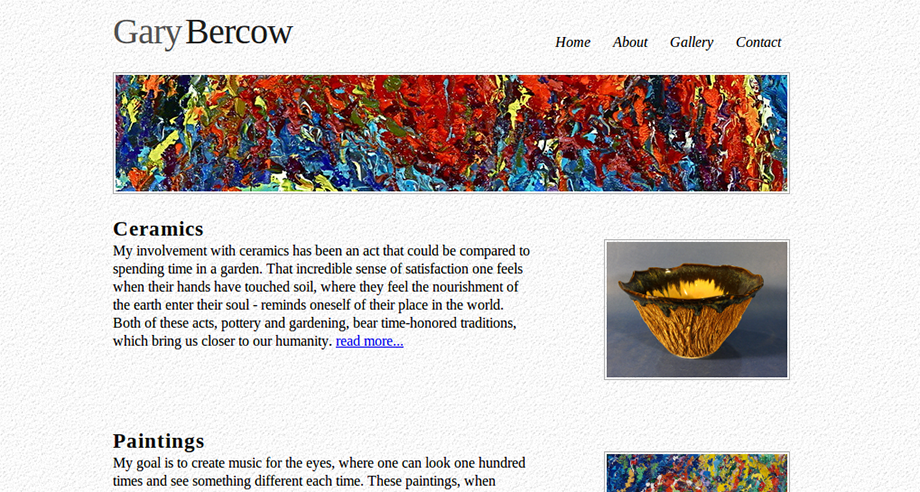 Gary Bercow
Home About Gallery Contact
Ceramics
My involvement with ceramics has been an act that could be compared to
spending time in a garden. That incredible sense of satisfaction one feels
when their hands have touched soil, where they feel the nourishment of
the earth enter their soul - reminds oneself of their place in the world.
Both of these acts, pottery and gardening, bear time-honored traditions,
which bring us closer to our humanity. read more...
Paintings
My goal is to create music for the eyes, where one can look one hundred
times and see something different each time. These paintings, when